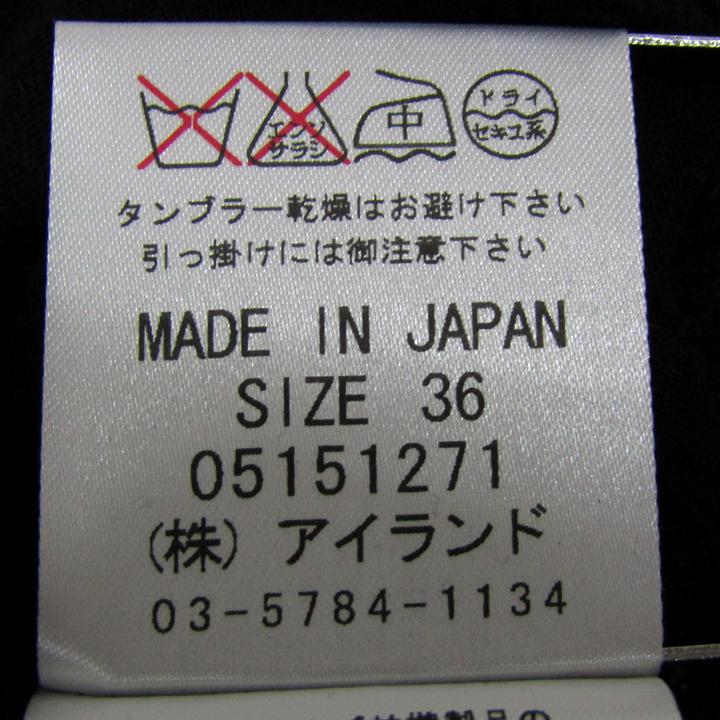 エンソ
サラシ
中
ドライ
セキユ系
タンブラー乾燥はお避け下さい
引っ掛けには御注意下さい
MADE IN JAPAN
SIZE 36
05151271
(株) アイランド
03-5784-1134